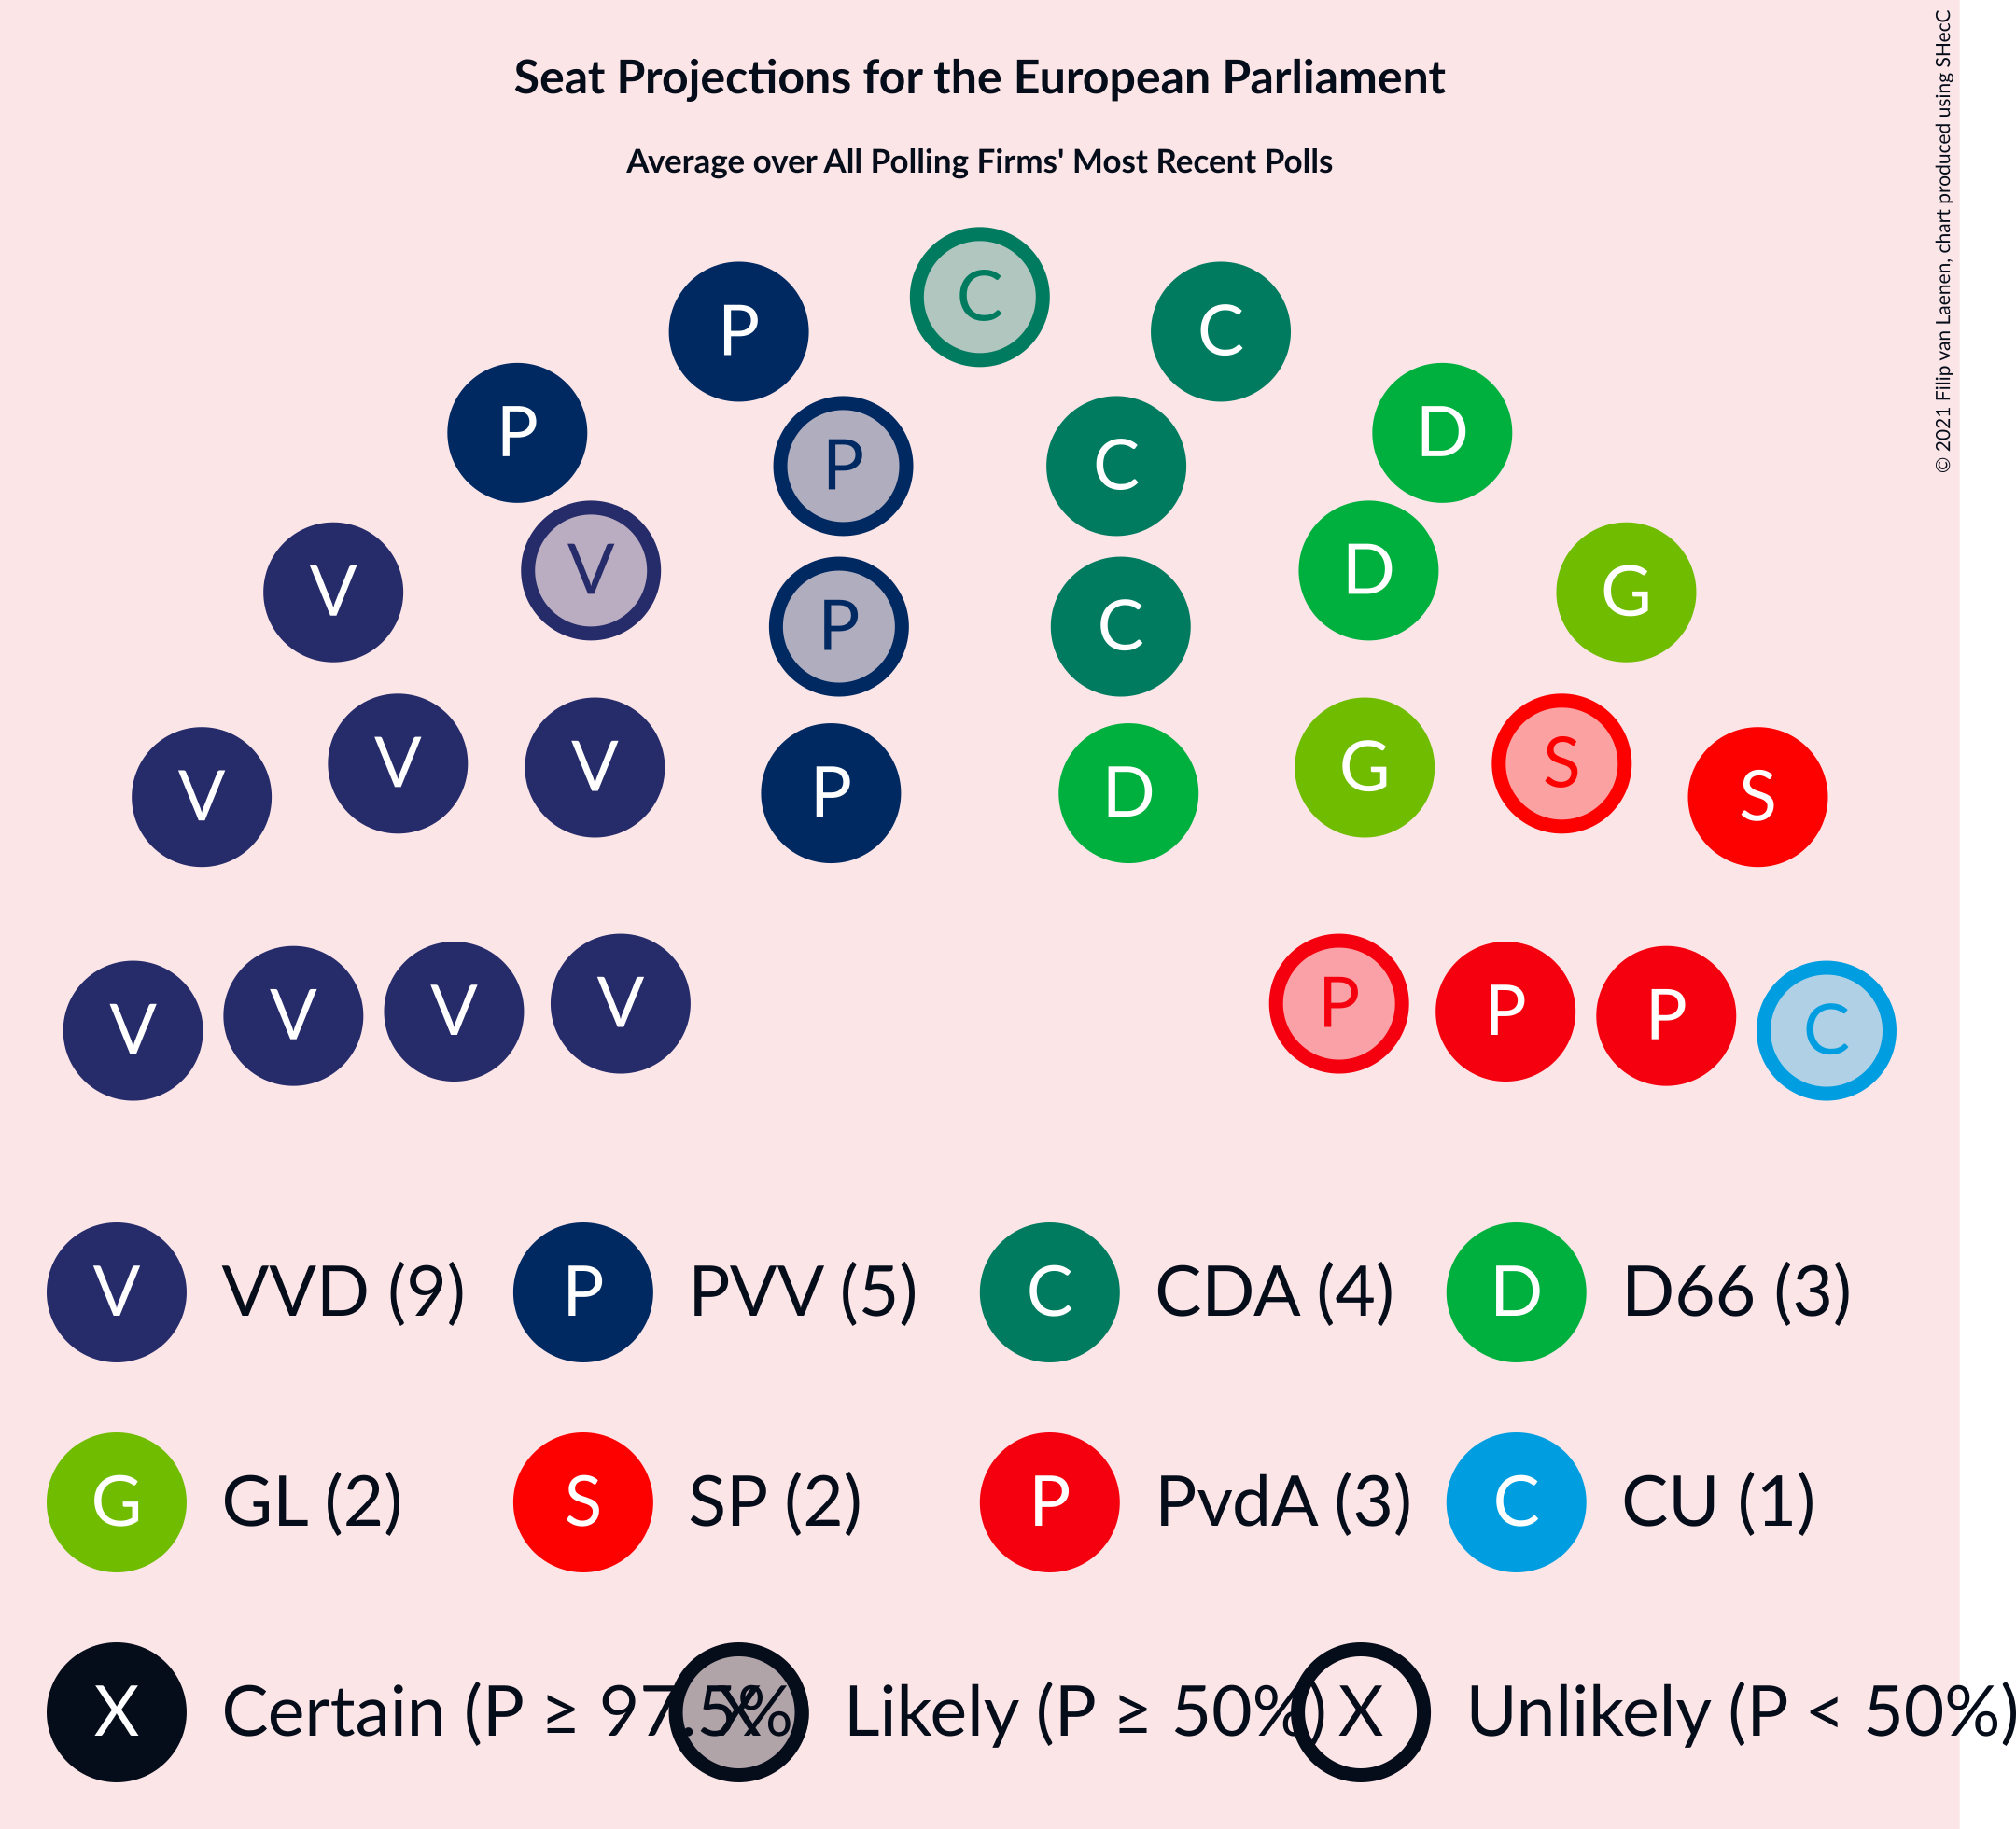 Seat Projections for the European Parliament
Average over All Polling Firms' Most Recent Polls
© 2021 Filip van Laenen, chart produced using SHecC
C
P C
P D
P C
V D
V G
P C
V V G S
V P D S
V V V V P P P C
V VVD (9) P PVV (5) C CDA (4) D D66 (3)
G GL (2) S SP (2) P PvdA (3) C CU (1)
X Certain (P ≥ 97.5% X Likely (P ≥ 50%) X Unlikely (P < 50%)